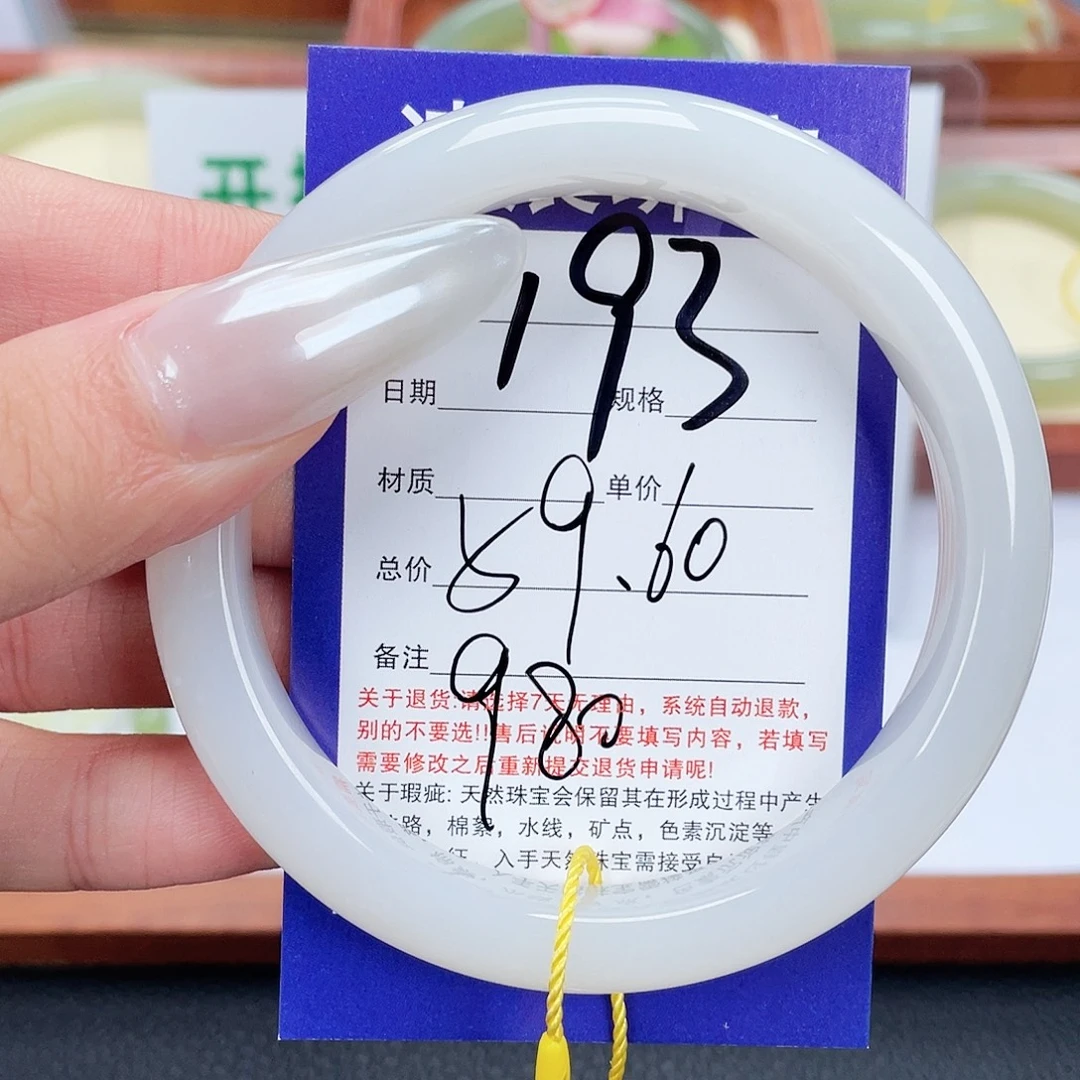 193
日期 规格
材质 单价
59.60
总价
备注
980
关于退货:请选择7天无理由，系统自动退款，
别的不要选!!售后说明不要填写内容，若填写
需要修改之后重新提交退货申请呢!
关于瑕疵: 天然珠宝会保留其在形成过程中产生
路，棉絮，水线，矿点，色素沉淀等
征 入手天然珠宝需接受
开